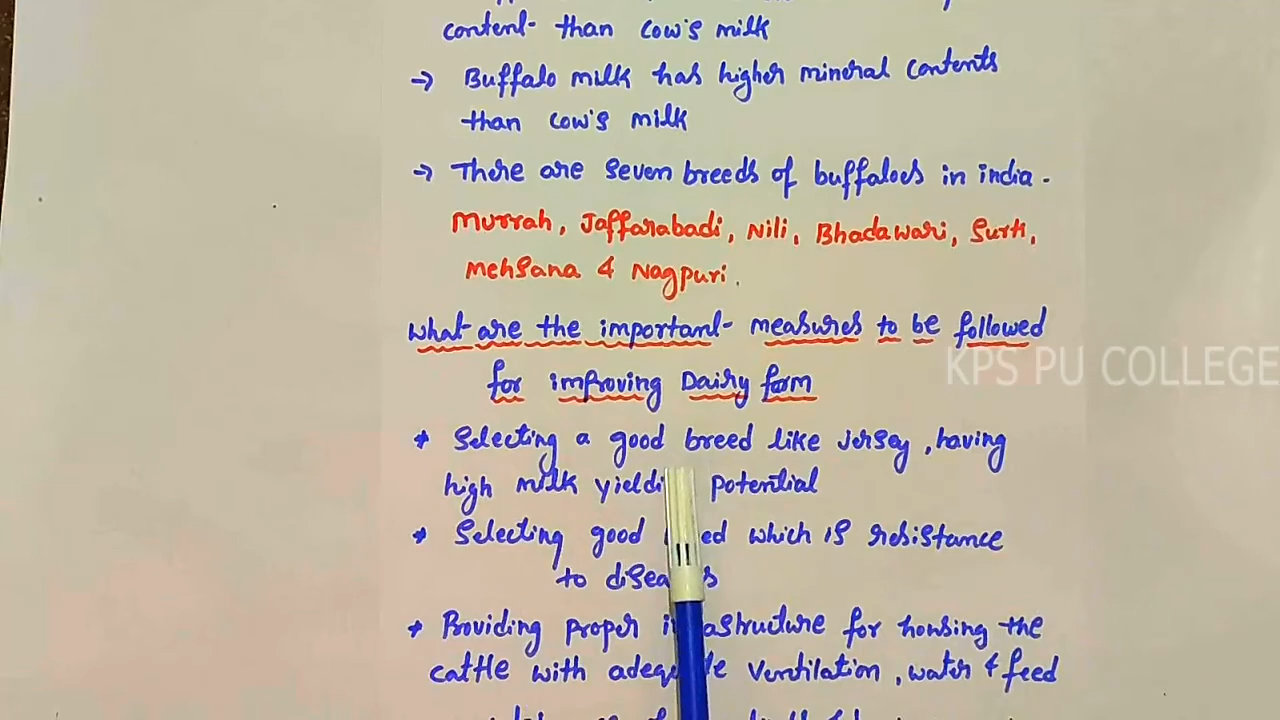 content than cow's milk
→ Buffalo milk has higher mineral contents
than cow's milk
→ There are seven breeds of buffaloes in india.
Murrah, Jaffarabadi, Nili, Bhadawari, Surti,
Mehsana & Nagpuri.
What are the important measures to be followed
for improving Dairy farm
KPS PU COLLEGE
* Selecting a good breed like Jersey, having
high milk potential
* Selecting good which is resistance
to
* Providing proper for housing the
cattle with ventilation, water & feed